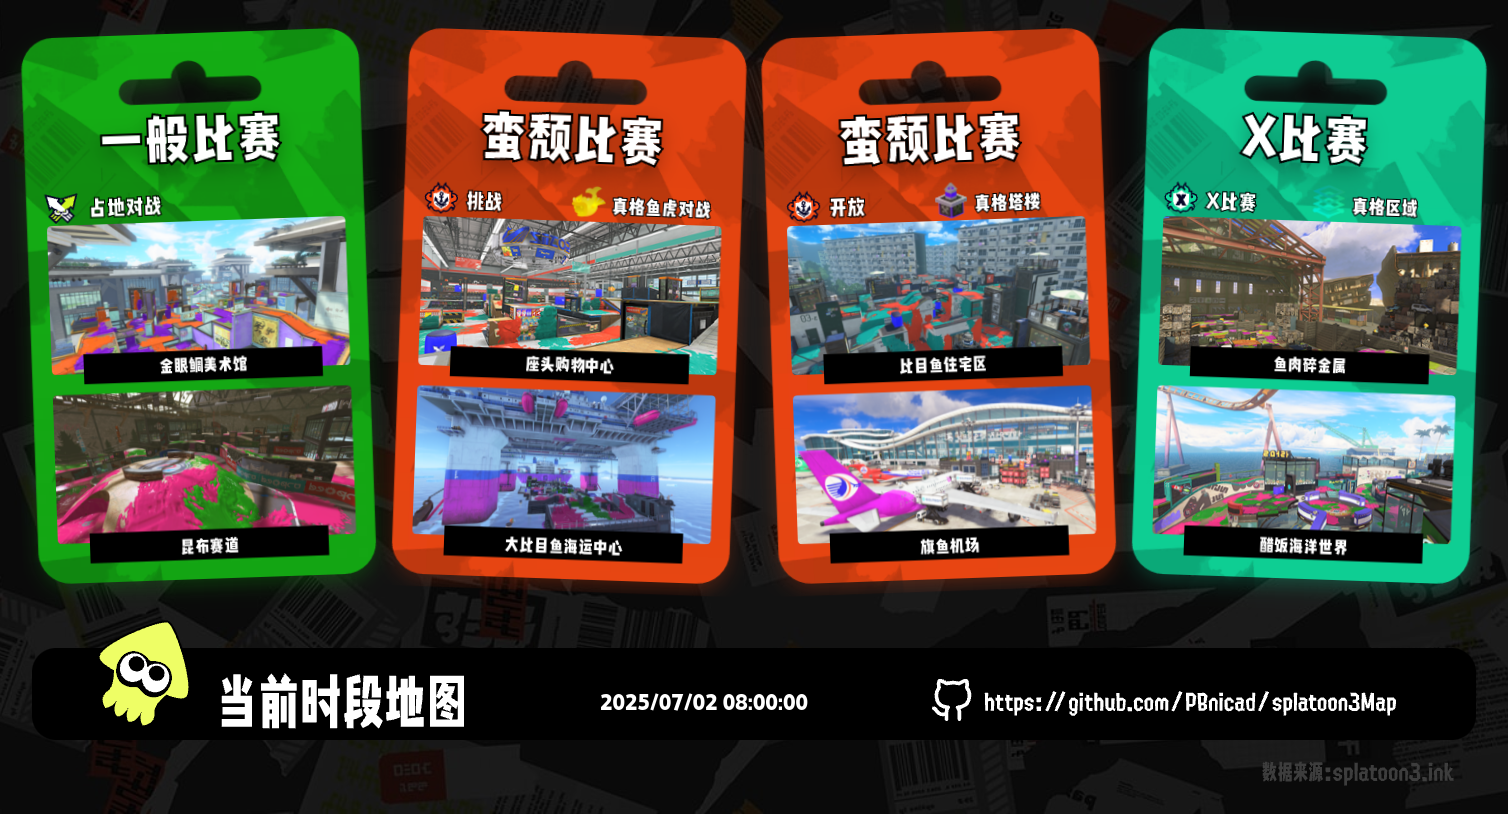 一般比赛
占地对战
金眼鲷美术馆
昆布赛道
蛮颓比赛
挑战
真格鱼虎对战
座头购物中心
大比目鱼海运中心
蛮颓比赛
开放
真格塔楼
比目鱼住宅区
旗鱼机场
X比赛
X比赛
真格区域
鱼肉碎金属
醋饭海洋世界
当前时段地图
2025/07/02 08:00:00
https://github.com/PBnicad/splatoon3Map
数据来源:splatoon3.ink